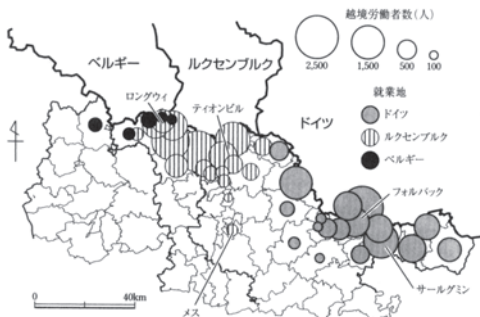 越境労働者数(人)
2,500
1,500
500
100
就業地
ドイツ
ルクセンブルク
ベルギー
ベルギー
ルクセンブルク
ロングウィ
ティオンビル
ドイツ
フォルバック
サールグミン
メス
0
40km